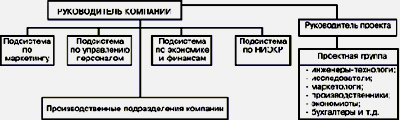 РУКОВОДИТЕЛЬ КОМПАНИИ
Руководитель проекта
Подсистема
по
маркетингу
Подсистема
по управлению
персоналом
Подсистема
по экономике
и финансам
Подсистема
по НИОКР
Проектная группа
- инженеры-технологи;
- исследователи;
- маркетологи;
- производственники;
- экономисты;
- бухгалтеры и т.д.
Производственные подразделения компании